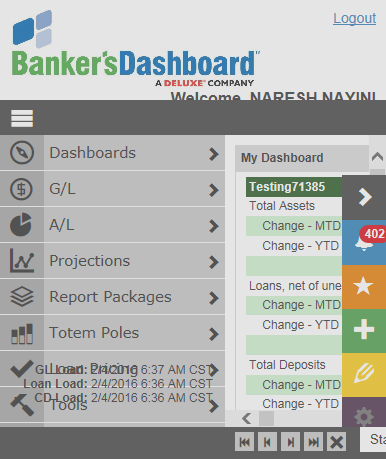 Logout
Banker'sDashboard™
A DELUXE® COMPANY
Welcome, NARESH NAYINI
Dashboards
G/L
A/L
Projections
Report Packages
Totem Poles
Loan Pricing
Tools
GL Load: 2/4/2016 6:37 AM CST
Loan Load: 2/4/2016 6:36 AM CST
CD Load: 2/4/2016 6:36 AM CST
My Dashboard
Testing71385
Total Assets
Change - MTD
Change - YTD
Loans, net of une
Change - MTD
Change - YTD
Total Deposits
Change - MTD
Change - YTD
402
Sta